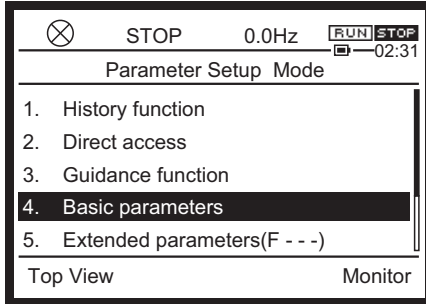 STOP 0.0Hz RUN STOP
02:31
Parameter Setup Mode
1. History function
2. Direct access
3. Guidance function
4. Basic parameters
5. Extended parameters(F - - -)
Top View Monitor